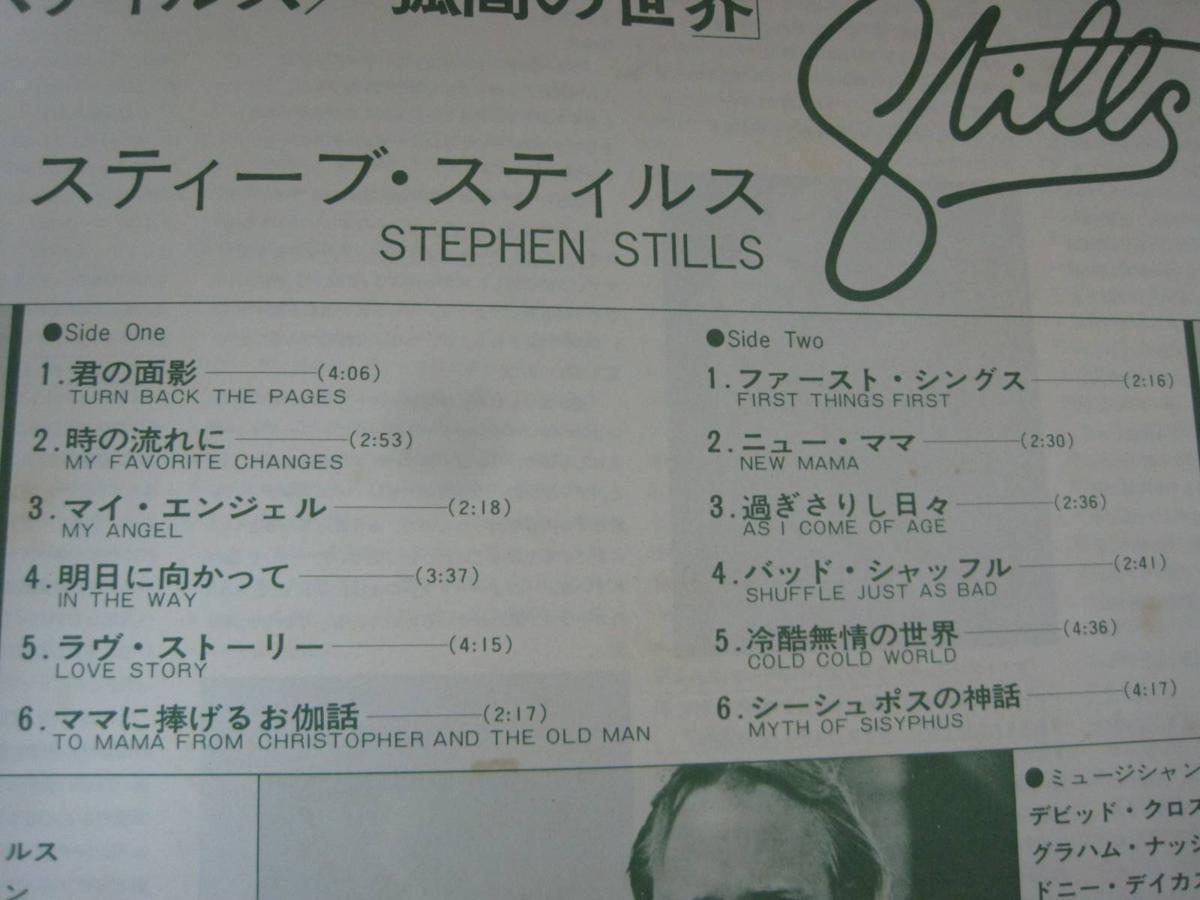 スティルス/孤高の世界
Stills
スティーブ・スティルス
STEPHEN STILLS
●Side One
1.君の面影 (4:06)
TURN BACK THE PAGES
2.時の流れに (2:53)
MY FAVORITE CHANGES
3.マイ・エンジェル (2:18)
MY ANGEL
4.明日に向かって (3:37)
IN THE WAY
5.ラヴ・ストーリー (4:15)
LOVE STORY
6.ママに捧げるお伽話 (2:17)
TO MAMA FROM CHRISTOPHER AND THE OLD MAN
●Side Two
1.ファースト・シングス (2:16)
FIRST THINGS FIRST
2.ニュー・ママ (2:30)
NEW MAMA
3.過ぎさりし日々 (2:36)
AS I COME OF AGE
4.バッド・シャッフル (2:41)
SHUFFLE JUST AS BAD
5.冷酷無情の世界 (4:36)
COLD COLD WORLD
6.シーシュポスの神話 (4:17)
MYTH OF SISYPHUS
ルス
ン
●ミュージシャン
デビッド・クロス
グラハム・ナッシ
ドニー・デイカス